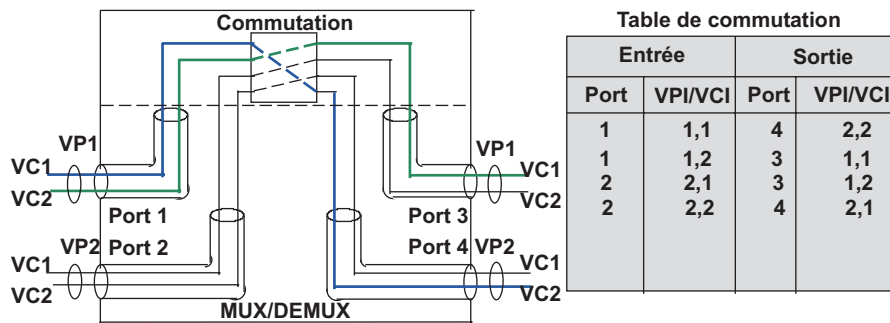 Commutation
VP1
VC1
VC2
Port 1
VP2
Port 2
VC1
VC2
MUX/DEMUX
VP1
VC1
VC2
Port 3
Port 4
VP2
VC1
VC2
Table de commutation
Entrée Sortie
Port VPI/VCI Port VPI/VCI
1 1,1 4 2,2
1 1,2 3 1,1
2 2,1 3 1,2
2 2,2 4 2,1